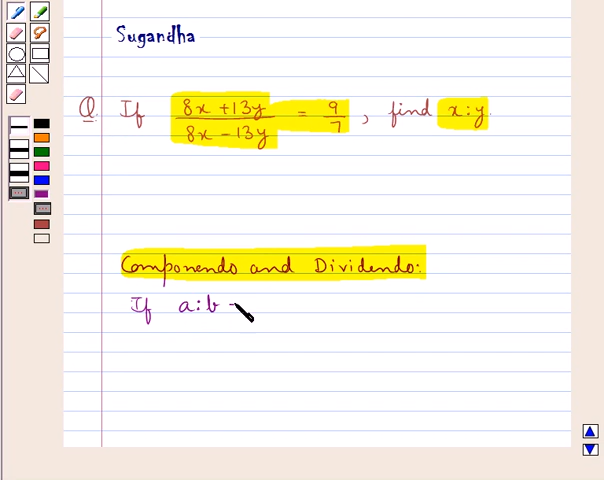 Sugandha
Q. If (8x + 13y)/(8x - 13y) = 9/7, find x:y.
Componendo and Dividendo:
If a:b -